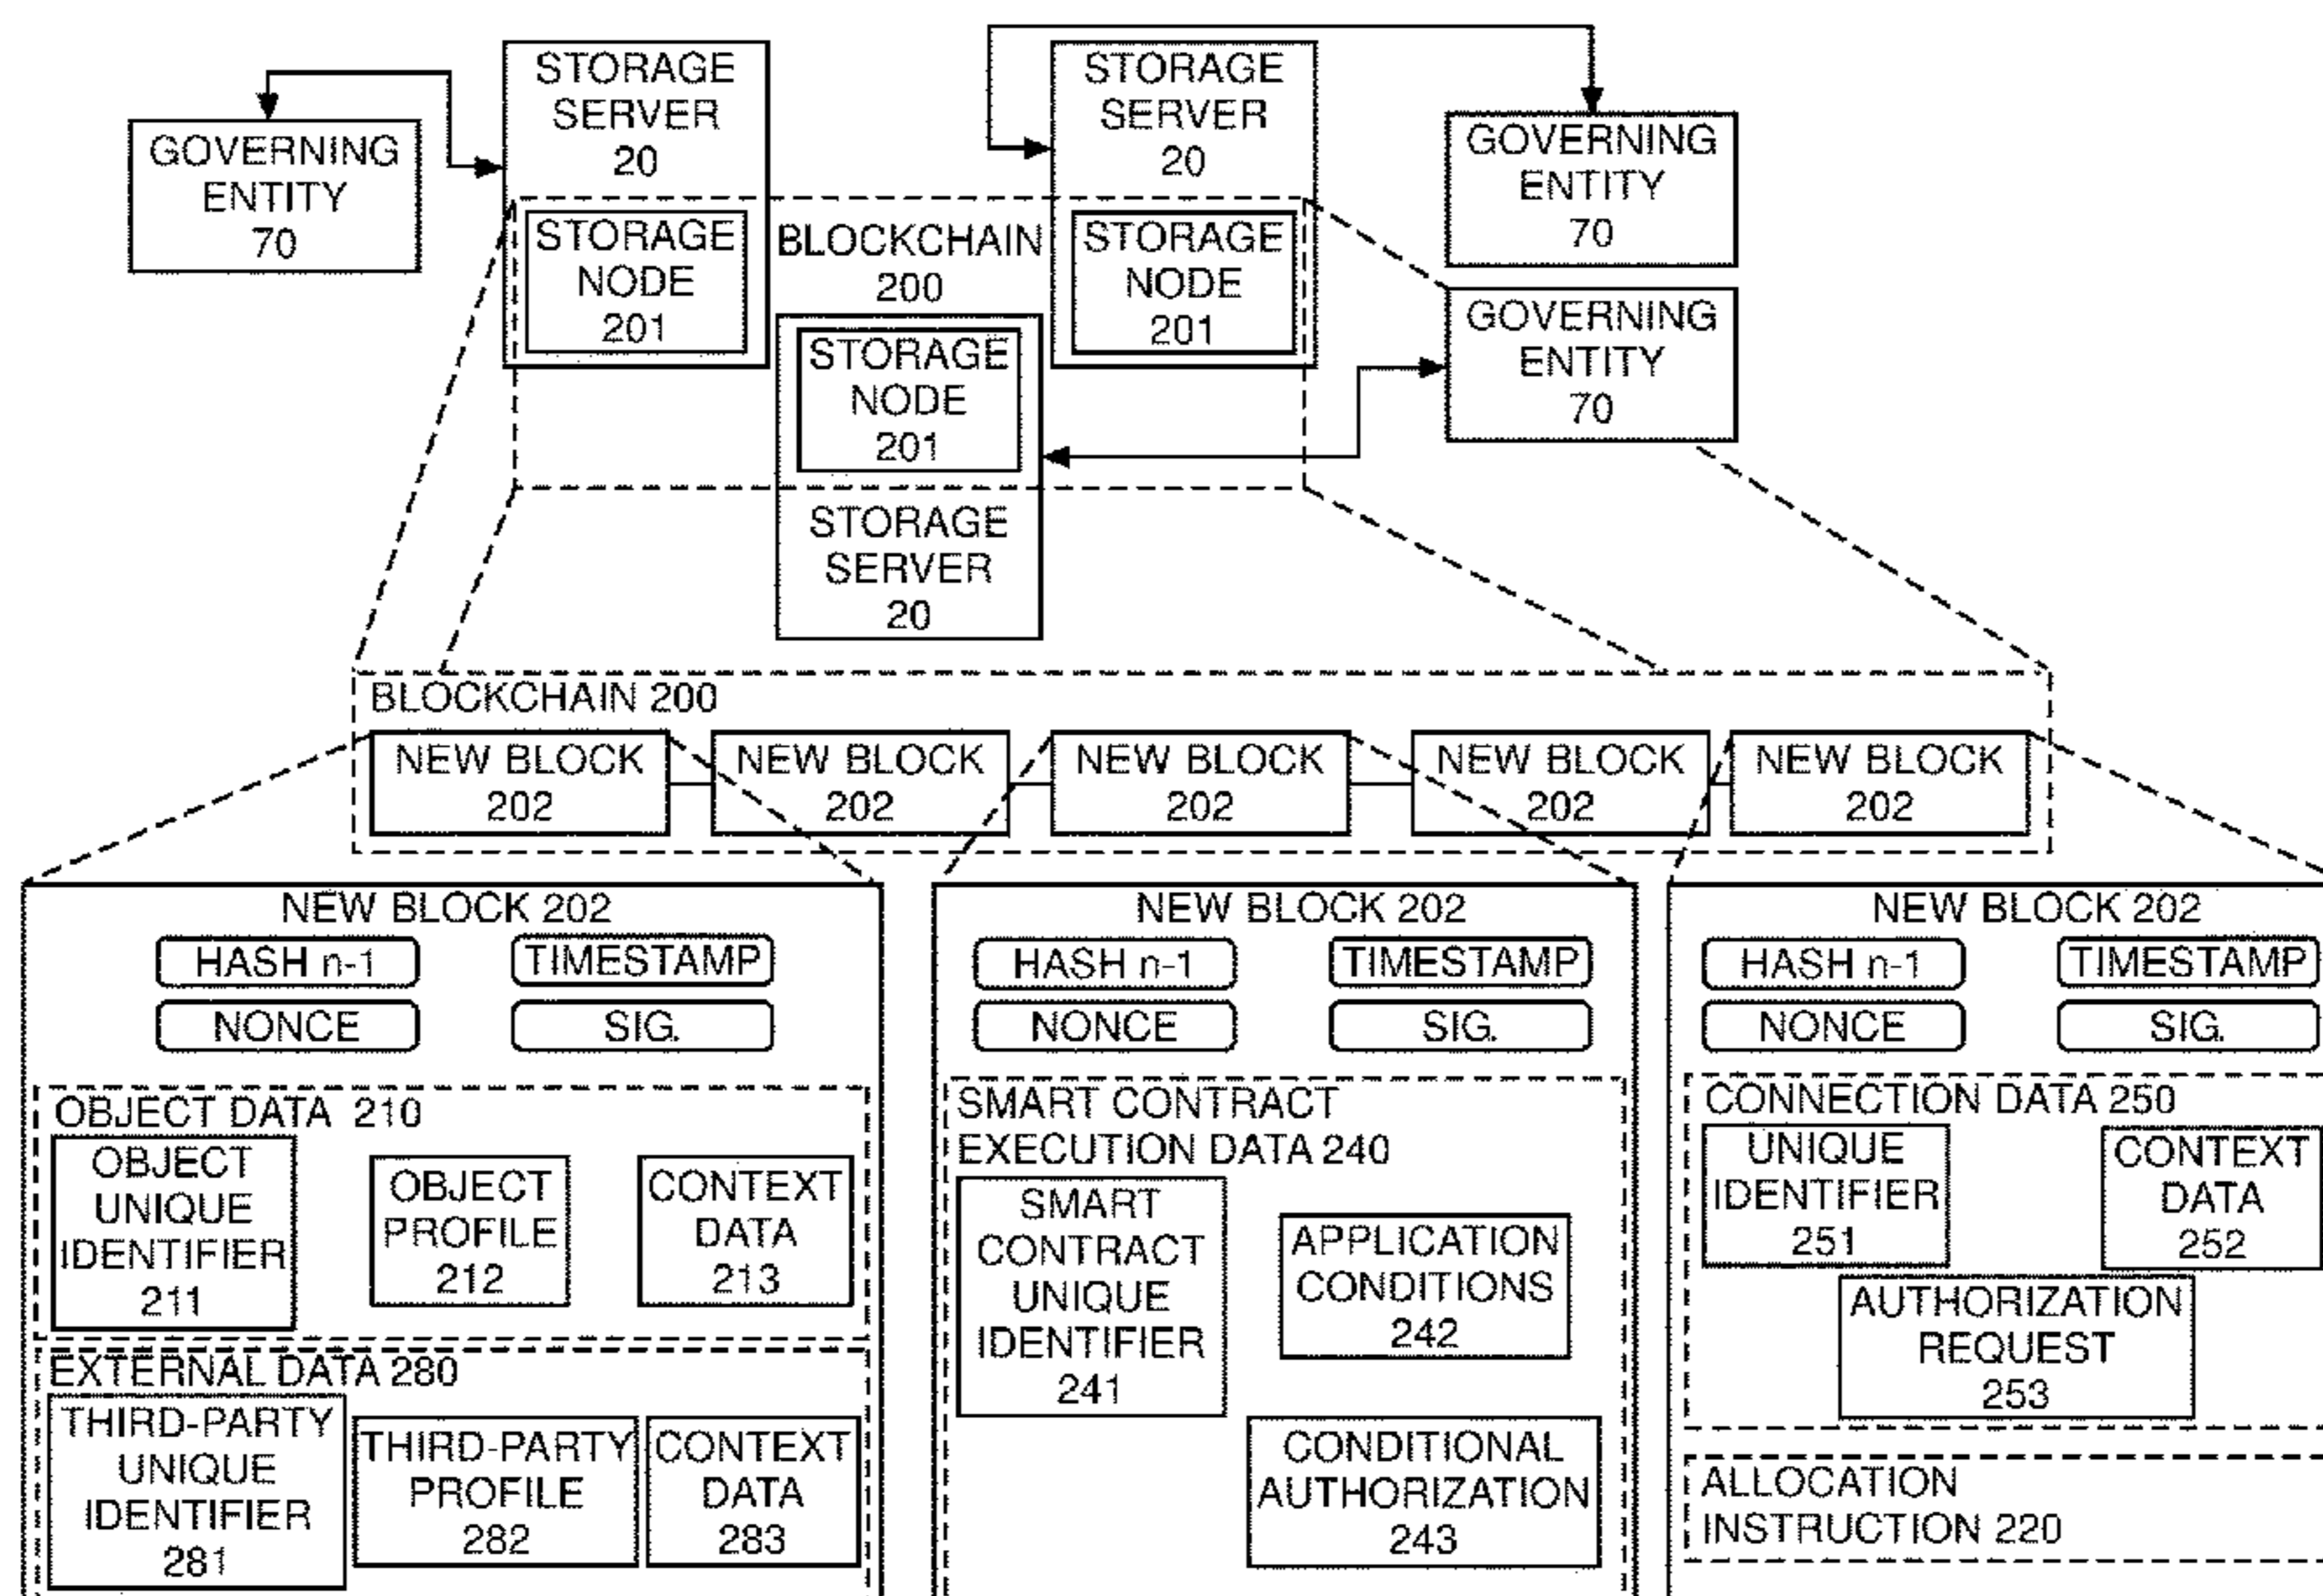 STORAGE
SERVER
20
STORAGE
SERVER
20
GOVERNING
ENTITY
70
GOVERNING
ENTITY
70
STORAGE
NODE
201
BLOCKCHAIN
200
STORAGE
NODE
201
GOVERNING
ENTITY
70
STORAGE
NODE
201
STORAGE
SERVER
20
BLOCKCHAIN 200
NEW BLOCK
202
NEW BLOCK
202
NEW BLOCK
202
NEW BLOCK
202
NEW BLOCK
202
NEW BLOCK 202
HASH n-1
TIMESTAMP
NONCE
SIG.
OBJECT DATA 210
OBJECT
UNIQUE
IDENTIFIER
211
OBJECT
PROFILE
212
CONTEXT
DATA
213
EXTERNAL DATA 280
THIRD-PARTY
UNIQUE
IDENTIFIER
281
THIRD-PARTY
PROFILE
282
CONTEXT
DATA
283
NEW BLOCK 202
HASH n-1
TIMESTAMP
NONCE
SIG.
SMART CONTRACT
EXECUTION DATA 240
SMART
CONTRACT
UNIQUE
IDENTIFIER
241
APPLICATION
CONDITIONS
242
CONDITIONAL
AUTHORIZATION
243
NEW BLOCK 202
HASH n-1
TIMESTAMP
NONCE
SIG.
CONNECTION DATA 250
UNIQUE
IDENTIFIER
251
CONTEXT
DATA
252
AUTHORIZATION
REQUEST
253
ALLOCATION
INSTRUCTION 220